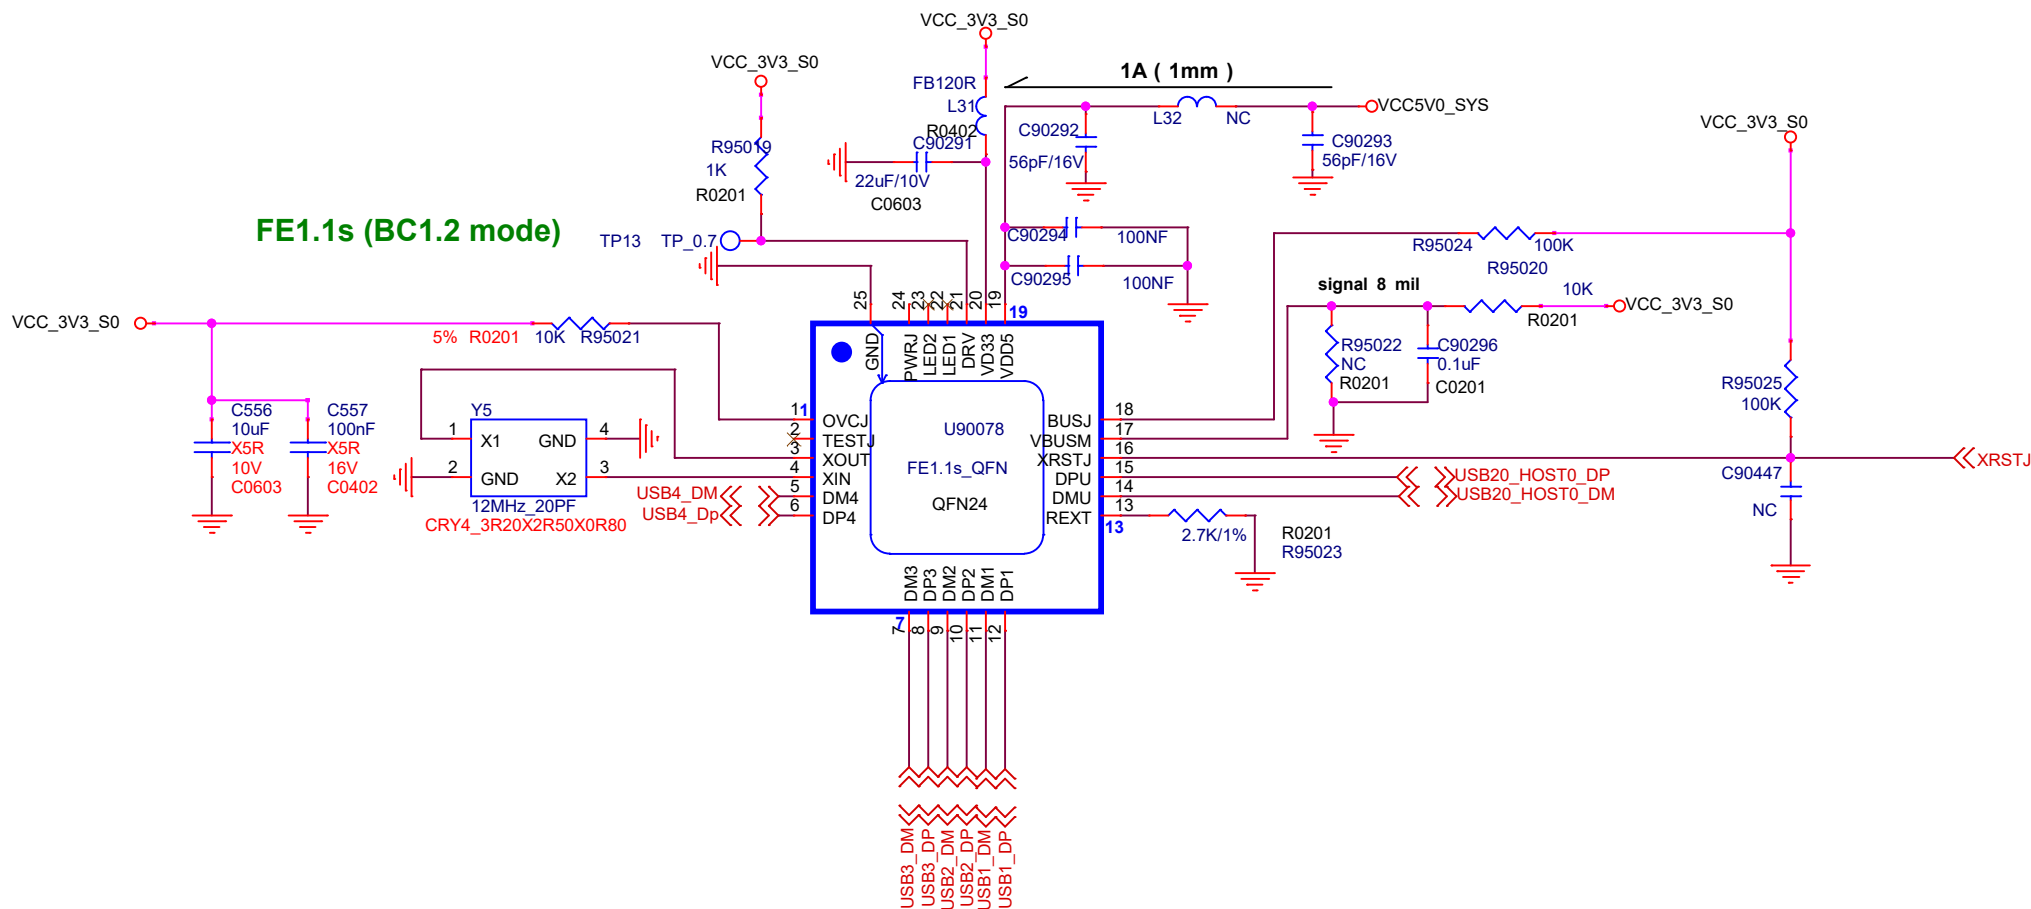 VCC_3V3_S0
VCC_3V3_S0
FB120R
L31
R0402
1A ( 1mm )
VCC5V0_SYS
L32
NC
C90292
56pF/16V
C90293
56pF/16V
VCC_3V3_S0
R95019
1K
R0201
C90291
22uF/10V
C0603
FE1.1s (BC1.2 mode)
TP13
TP_0.7
C90294
100NF
C90295
100NF
R95024
100K
R95020
signal 8 mil
10K
VCC_3V3_S0
R0201
25
24
23
22
21
20
19
19
VCC_3V3_S0
5%
R0201
10K
R95021
GND
PWRJ
LED2
LED1
DRV
VD33
VDD5
R95022
NC
R0201
C90296
0.1uF
C0201
R95025
100K
C556
10uF
X5R
10V
C0603
C557
100nF
X5R
16V
C0402
Y5
1
X1
GND
4
2
GND
X2
3
12MHz_20PF
CRY4_3R20X2R50X0R80
1
1
OVCJ
2
TESTJ
3
XOUT
4
XIN
USB4_DM
5
DM4
USB4_Dp
6
DP4
U90078
FE1.1s_QFN
QFN24
BUSJ
18
VBUSM
17
XRSTJ
16
XRSTJ
DPU
15
USB20_HOST0_DP
DMU
14
USB20_HOST0_DM
REXT
13
13
2.7K/1%
R0201
R95023
C90447
NC
DM3
DP3
DM2
DP2
DM1
DP1
7
7
8
9
10
11
12
USB3_DM
USB3_DP
USB2_DM
USB2_DP
USB1_DM
USB1_DP